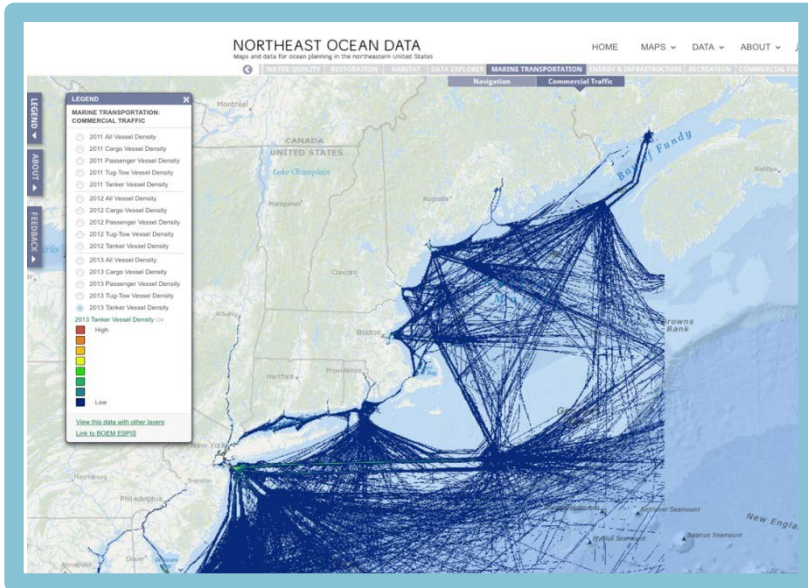 NORTHEAST OCEAN DATA
Maps and data for ocean planning in the northeastern United States
HOME MAPS DATA ABOUT
WATER QUALITY RESTORATION HABITAT DATA EXPLORER MARINE TRANSPORTATION ENERGY & INFRASTRUCTURE RECREATION COMMERCIAL
Navigation Commercial Traffic
LEGEND
ABOUT
FEEDBACK
LEGEND
MARINE TRANSPORTATION:
COMMERCIAL TRAFFIC
2011 All Vessel Density
2011 Cargo Vessel Density
2011 Passenger Vessel Density
2011 Tug-Tow Vessel Density
2011 Tanker Vessel Density
2012 All Vessel Density
2012 Cargo Vessel Density
2012 Passenger Vessel Density
2012 Tug-Tow Vessel Density
2012 Tanker Vessel Density
2013 All Vessel Density
2013 Cargo Vessel Density
2013 Passenger Vessel Density
2013 Tug-Tow Vessel Density
2013 Tanker Vessel Density
2013 Tanker Vessel Density
High
Low
View this data with other layers
Link to BOEM ESPIS
Montréal
CANADA
UNITED STATES
Lake Champlain
Montpelier
Augusta
Bay of Fundy
Halifax
Concord
Albany
Boston
Browns
Bank
Providence
Hartford
New York
Harrisburg
Trenton
Philadelphia
Dover
Annapolis
Seamount
Mytilus Seamount
Balanus Seamount
New Engla